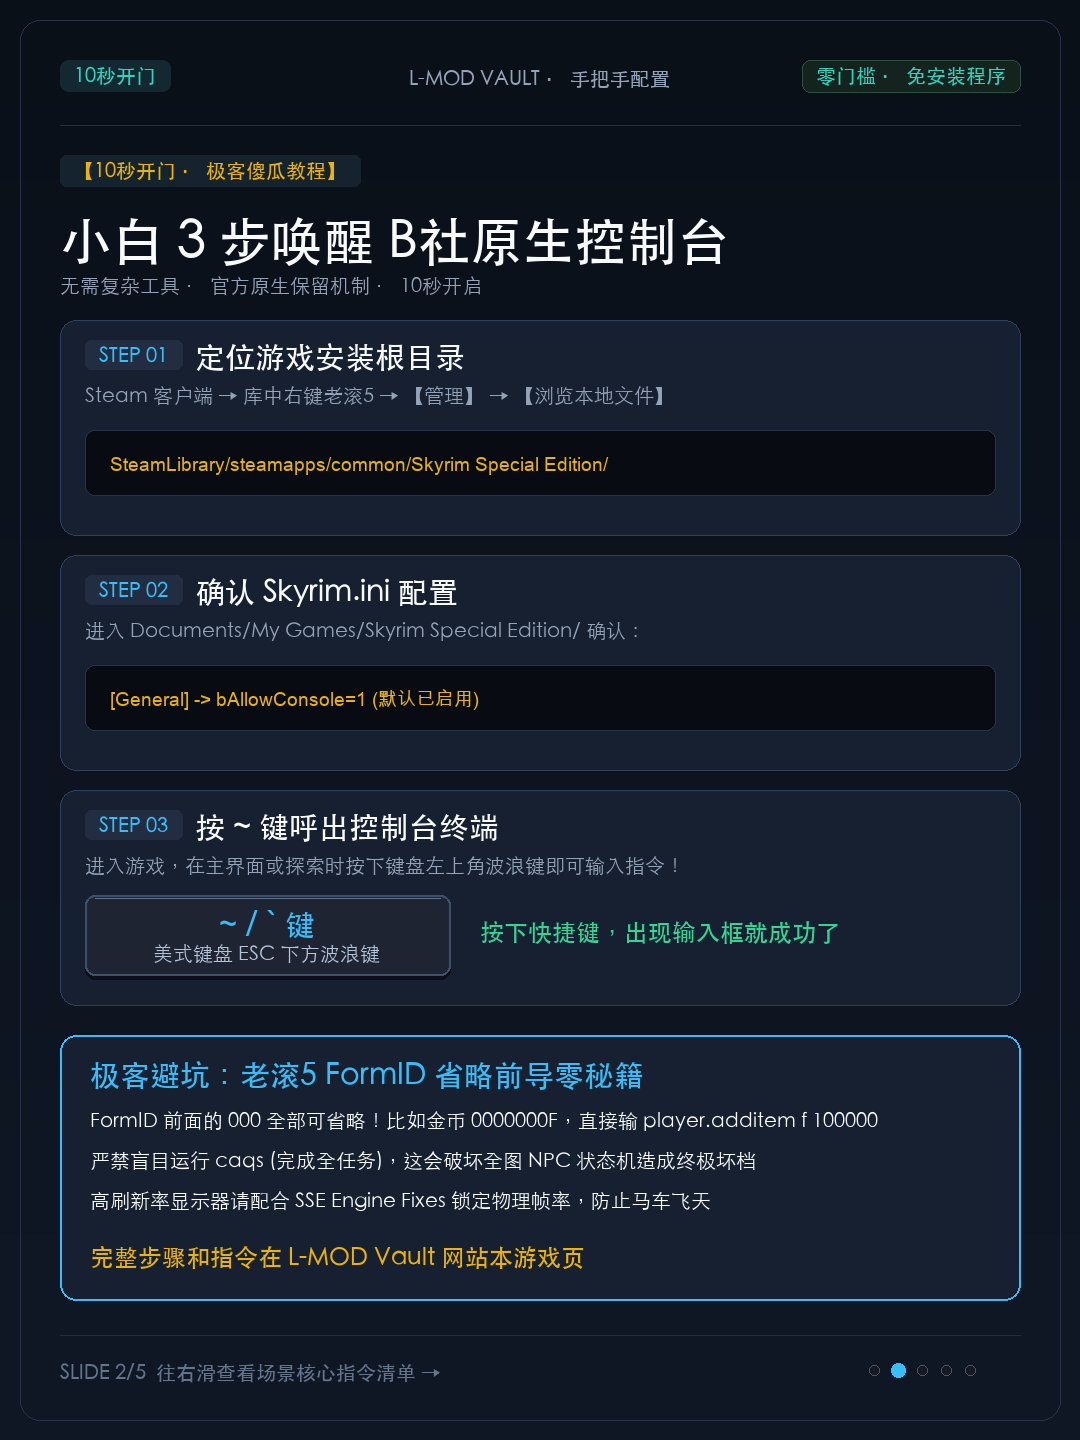 10秒开门
L-MOD VAULT · 手把手配置
零门槛 · 免安装程序
【10秒开门 · 极客傻瓜教程】
小白 3 步唤醒 B社原生控制台
无需复杂工具 · 官方原生保留机制 · 10秒开启
STEP 01 定位游戏安装根目录
Steam 客户端 → 库中右键老滚5 → 【管理】 → 【浏览本地文件】
SteamLibrary/steamapps/common/Skyrim Special Edition/
STEP 02 确认 Skyrim.ini 配置
进入 Documents/My Games/Skyrim Special Edition/ 确认：
[General] -> bAllowConsole=1 (默认已启用)
STEP 03 按 ~ 键呼出控制台终端
进入游戏，在主界面或探索时按下键盘左上角波浪键即可输入指令！
~ / ` 键
美式键盘 ESC 下方波浪键
按下快捷键，出现输入框就成功了
极客避坑：老滚5 FormID 省略前导零秘籍
FormID 前面的 000 全部可省略！比如金币 0000000F，直接输 player.additem f 100000
严禁盲目运行 caqs (完成全任务)，这会破坏全图 NPC 状态机造成终极坏档
高刷新率显示器请配合 SSE Engine Fixes 锁定物理帧率，防止马车飞天
完整步骤和指令在 L-MOD Vault 网站本游戏页
SLIDE 2/5 往右滑查看场景核心指令清单 →